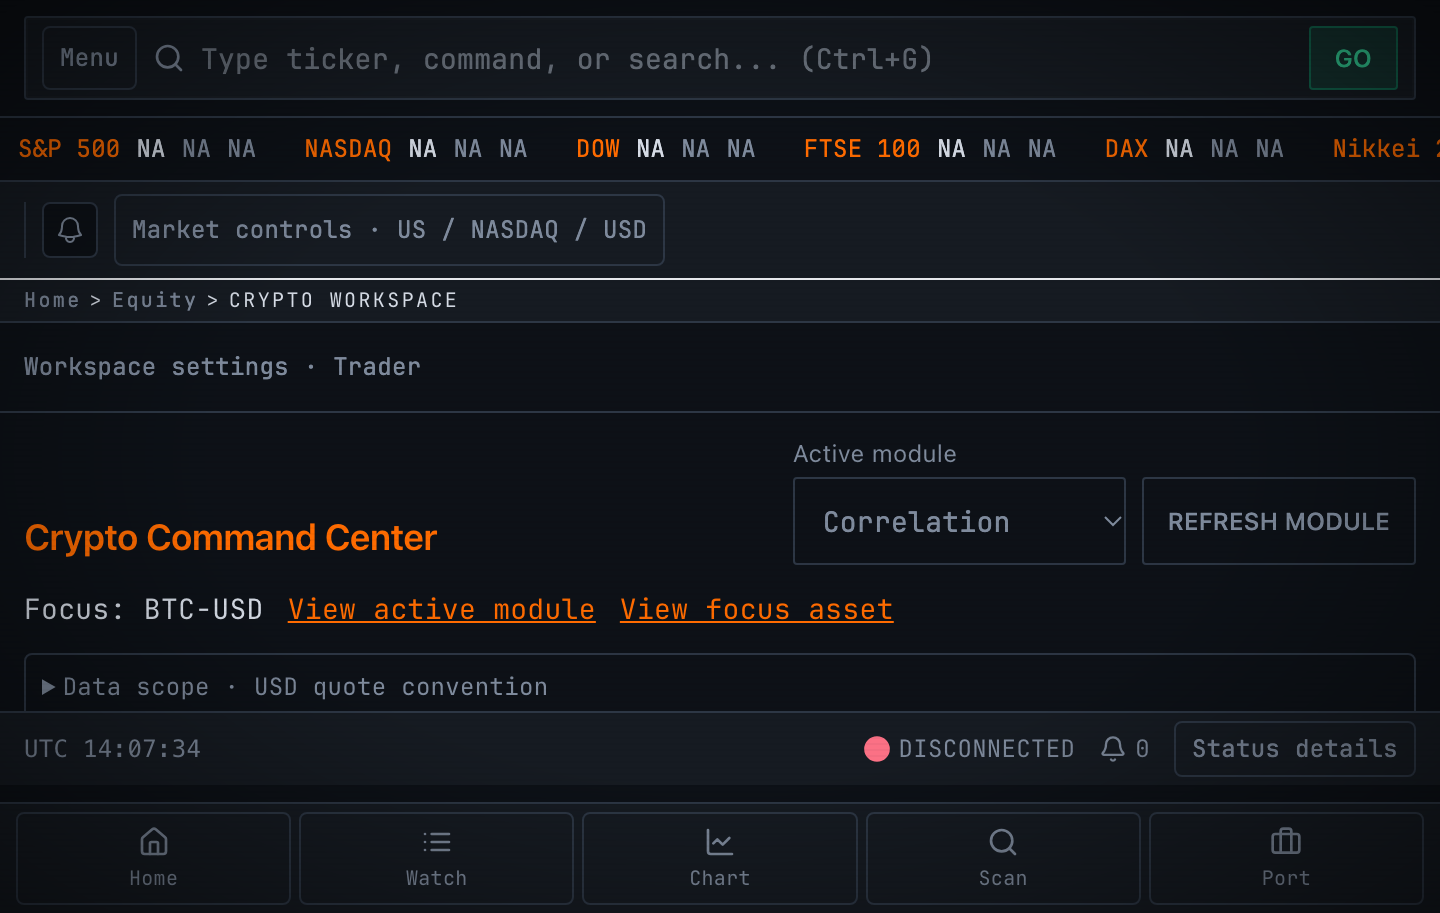 Menu Type ticker, command, or search... (Ctrl+G) GO
S&P 500 NA NA NA NASDAQ NA NA NA DOW NA NA NA FTSE 100 NA NA NA DAX NA NA NA Nikkei
Market controls · US / NASDAQ / USD
Home > Equity > CRYPTO WORKSPACE
Workspace settings · Trader
Active module
Crypto Command Center Correlation REFRESH MODULE
Focus: BTC-USD View active module View focus asset
Data scope · USD quote convention
UTC 14:07:34 DISCONNECTED 0 Status details
Home Watch Chart Scan Port